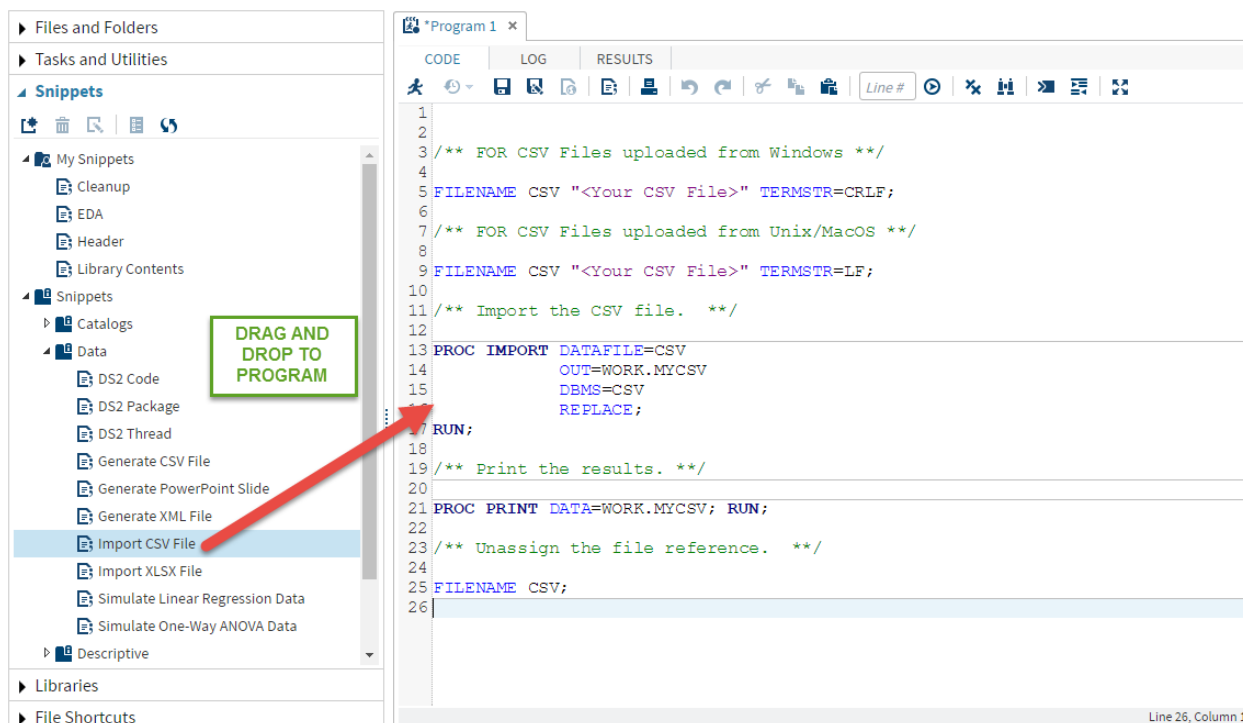 Files and Folders
Tasks and Utilities
Snippets
My Snippets
Cleanup
EDA
Header
Library Contents
Snippets
Catalogs
Data
DS2 Code
DS2 Package
DS2 Thread
Generate CSV File
Generate PowerPoint Slide
Generate XML File
Import CSV File
Import XLSX File
Simulate Linear Regression Data
Simulate One-Way ANOVA Data
Descriptive
Libraries
File Shortcuts
DRAG AND
DROP TO
PROGRAM
*Program 1
CODE LOG RESULTS
Line #
1
2
3 /** FOR CSV Files uploaded from Windows **/
4
5 FILENAME CSV "<Your CSV File>" TERMSTR=CRLF;
6
7 /** FOR CSV Files uploaded from Unix/MacOS **/
8
9 FILENAME CSV "<Your CSV File>" TERMSTR=LF;
10
11 /** Import the CSV file.  **/
12
13 PROC IMPORT DATAFILE=CSV
14 OUT=WORK.MYCSV
15 DBMS=CSV
REPLACE;
17 RUN;
18
19 /** Print the results. **/
20
21 PROC PRINT DATA=WORK.MYCSV; RUN;
22
23 /** Unassign the file reference.  **/
24
25 FILENAME CSV;
26
Line 26, Column 1